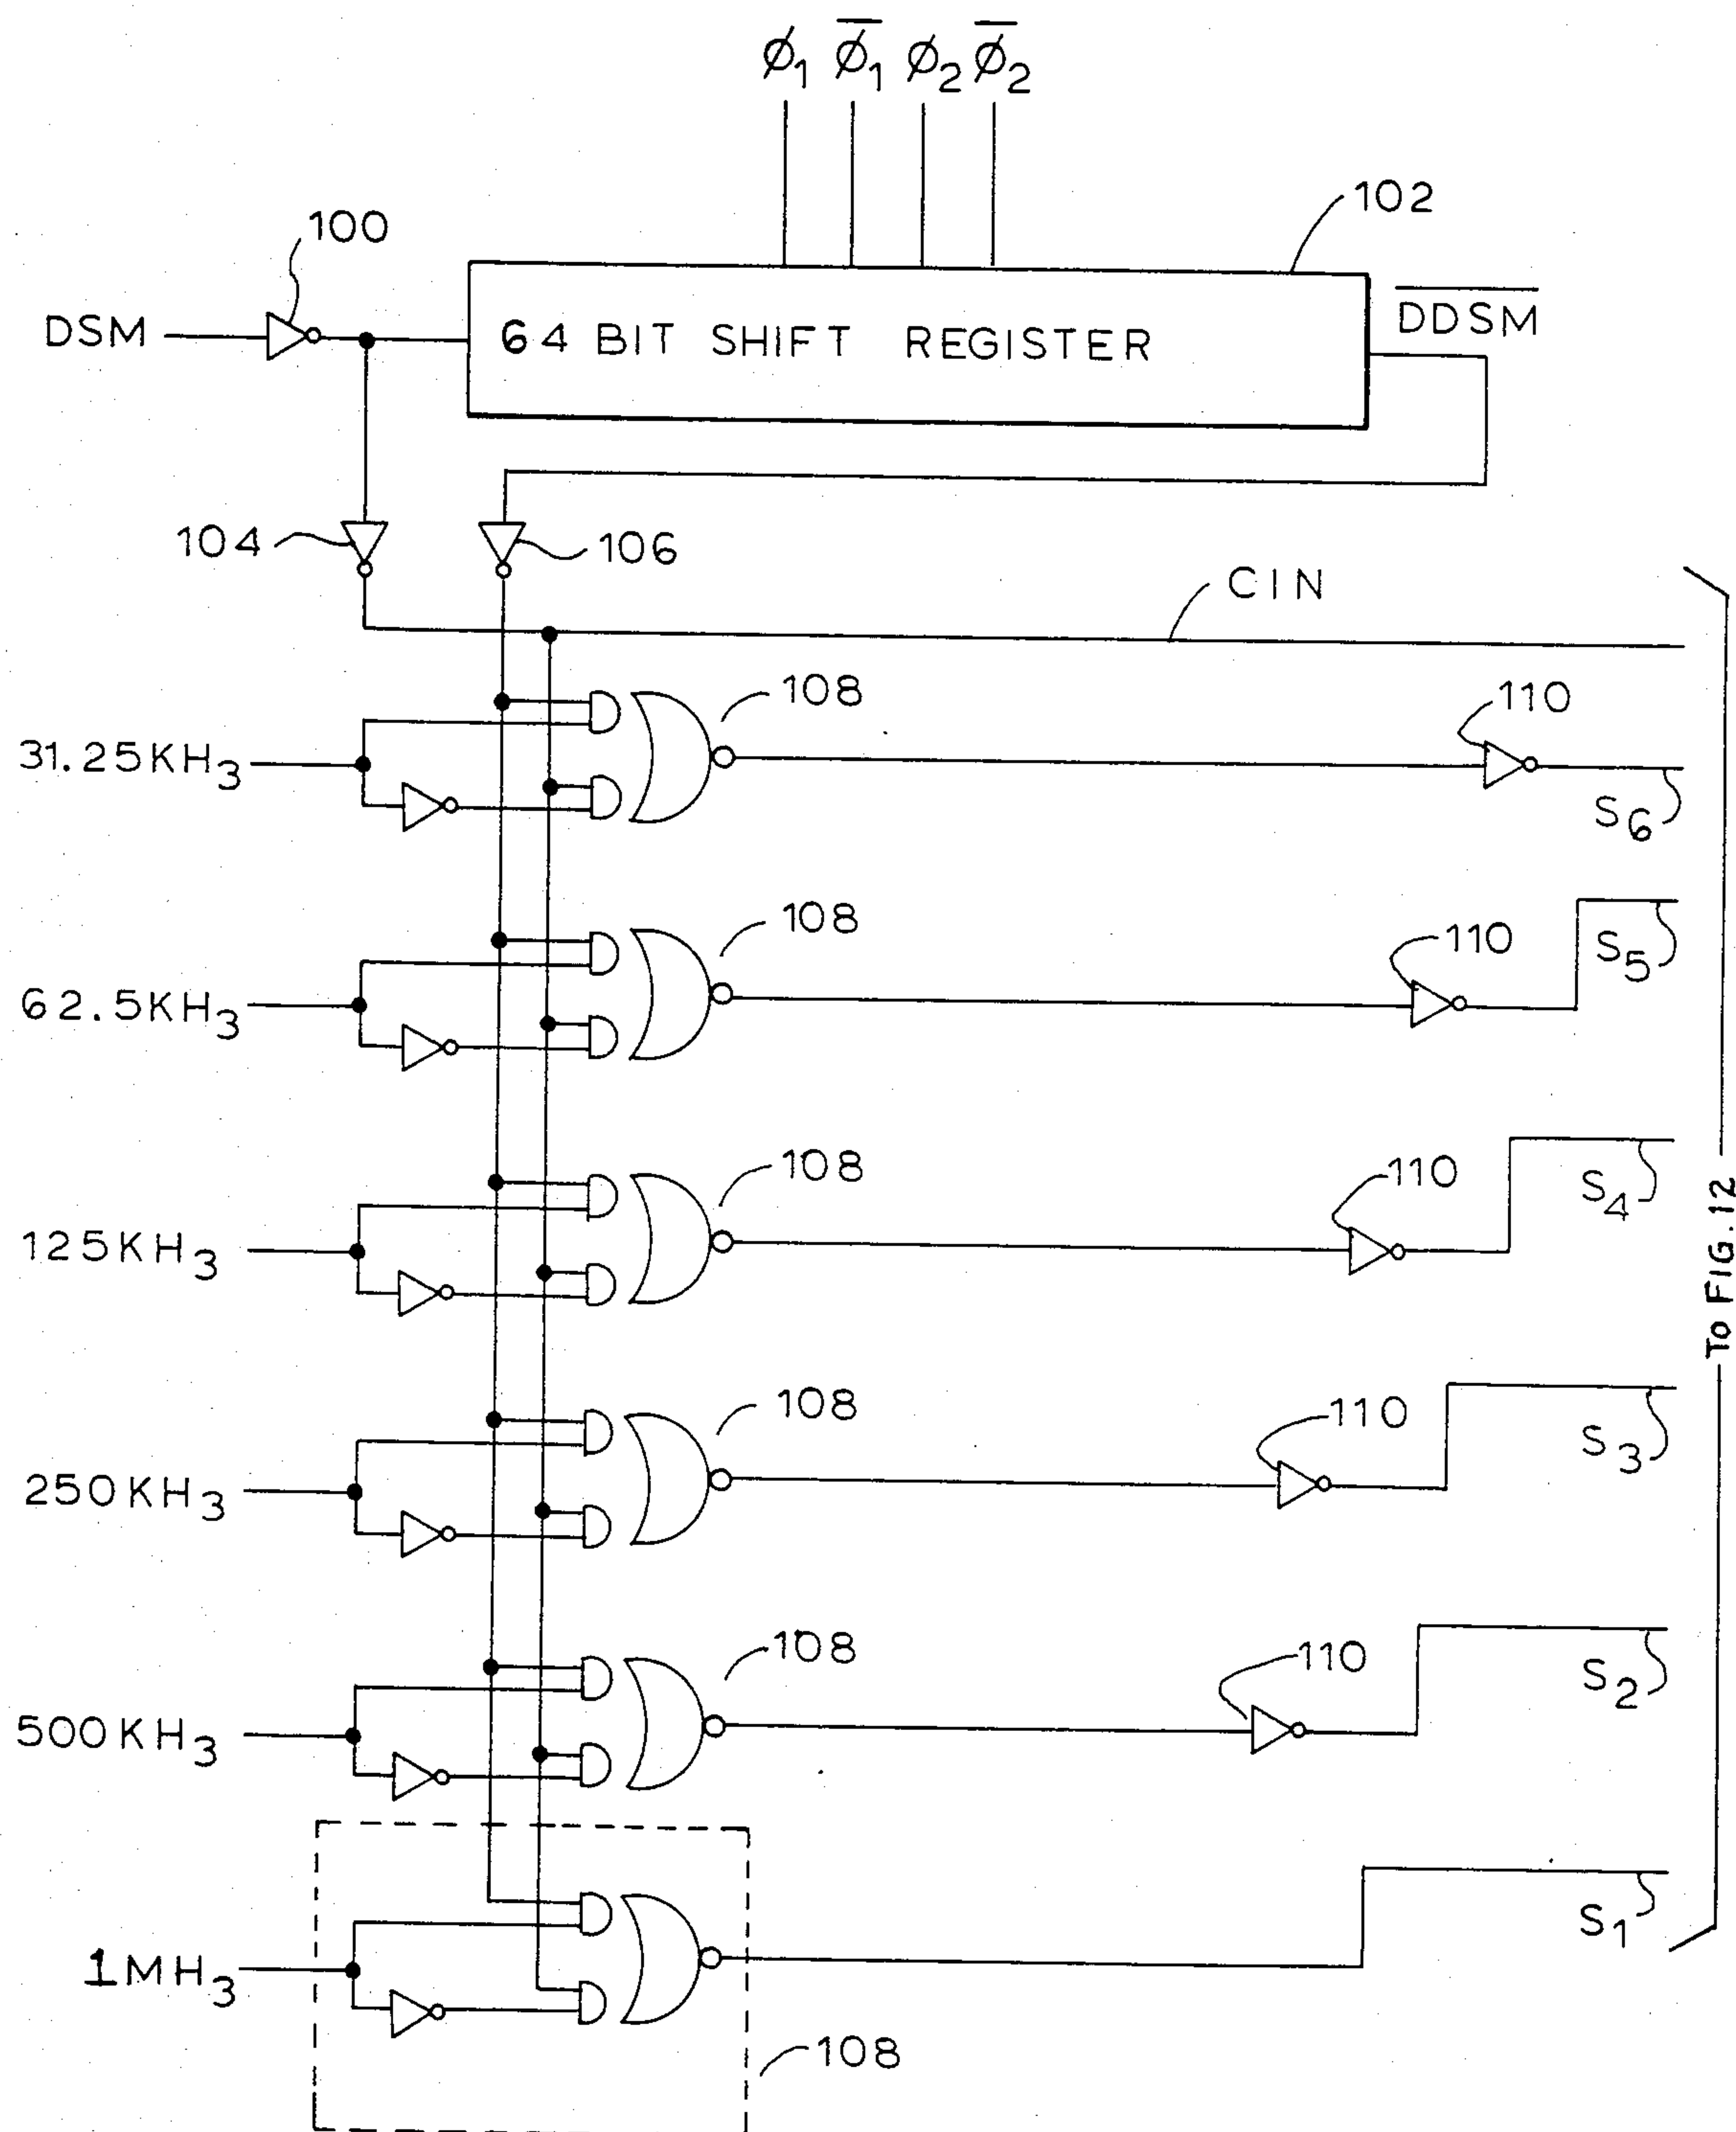 ϕ1 ϕ̅1 ϕ2 ϕ̅2
102
100
D̅D̅S̅M̅
DSM
64 BIT SHIFT REGISTER
104
106
CIN
108
110
31.25KH3
S6
108
110
S5
62.5KH3
108
110
S4
125KH3
To FIG.12
108
110
S3
250KH3
108
110
S2
500KH3
S1
1MH3
108